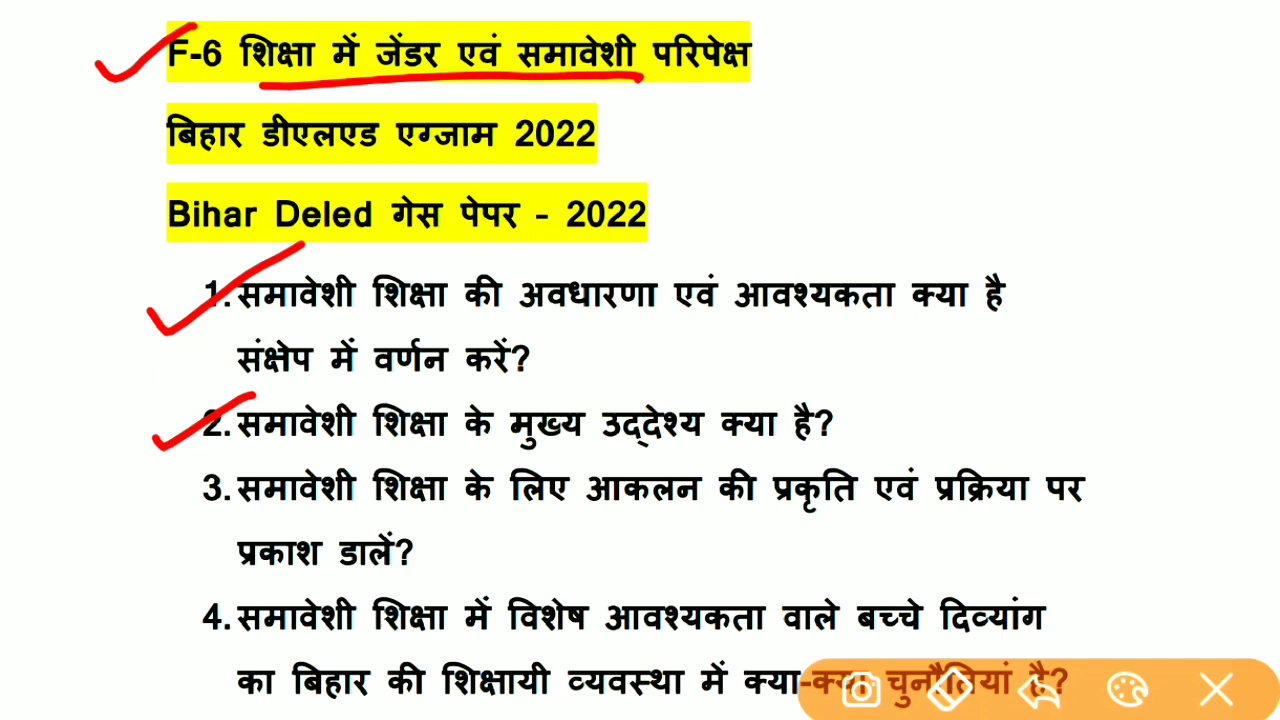 F-6 शिक्षा में जेंडर एवं समावेशी परिपेक्ष
बिहार डीएलएड एग्जाम 2022
Bihar Deled गेस पेपर - 2022
1. समावेशी शिक्षा की अवधारणा एवं आवश्यकता क्या है
संक्षेप में वर्णन करें?
2. समावेशी शिक्षा के मुख्य उद्देश्य क्या है?
3. समावेशी शिक्षा के लिए आकलन की प्रकृति एवं प्रक्रिया पर
प्रकाश डालें?
4. समावेशी शिक्षा में विशेष आवश्यकता वाले बच्चे दिव्यांग
का बिहार की शिक्षायी व्यवस्था में क्या-क्या चुनौतियां है?